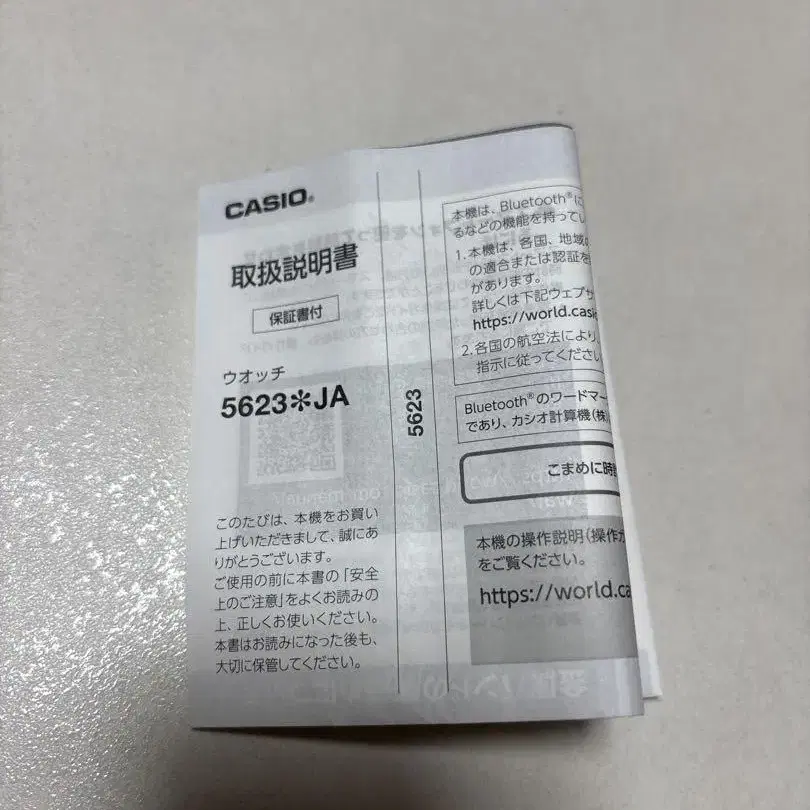 CASIO®
取扱説明書
保証書付
ウオッチ
5623✻JA
このたびは、本機をお買い
上げいただきまして、誠にあ
りがとうございます。
ご使用の前に本書の「安全
上のご注意」をよくお読みの
上、正しくお使いください。
本書はお読みになった後も、
大切に保管してください。
5623
本機は、Bluetooth®に
るなどの機能を持ってい
1.本機は、各国、地域の
の適合または認証を
があります。
詳しくは下記ウェブサ
https://world.casi
2.各国の航空法により、
指示に従ってください
Bluetooth®のワードマー
であり、カシオ計算機(株)
こまめに時
本機の操作説明(操作ガ
をご覧ください。
https://world.ca